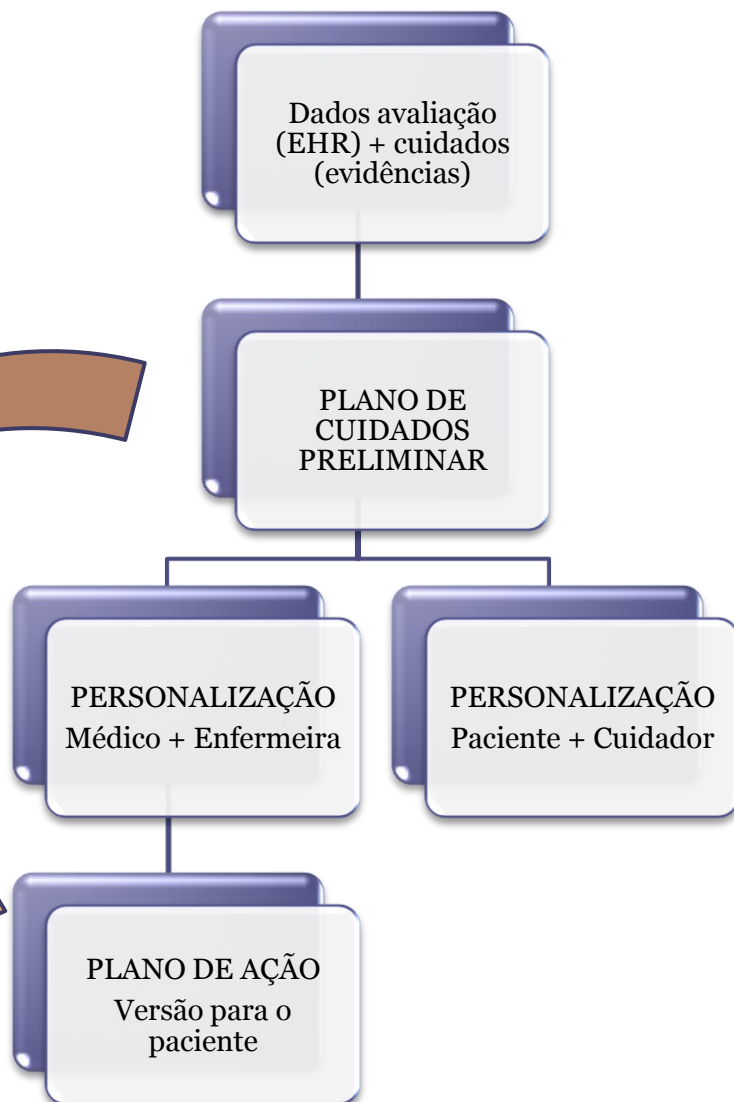 Dados avaliação
(EHR) + cuidados
(evidências)
PLANO DE
CUIDADOS
PRELIMINAR
PERSONALIZAÇÃO
Médico + Enfermeira
PERSONALIZAÇÃO
Paciente + Cuidador
PLANO DE AÇÃO
Versão para o
paciente